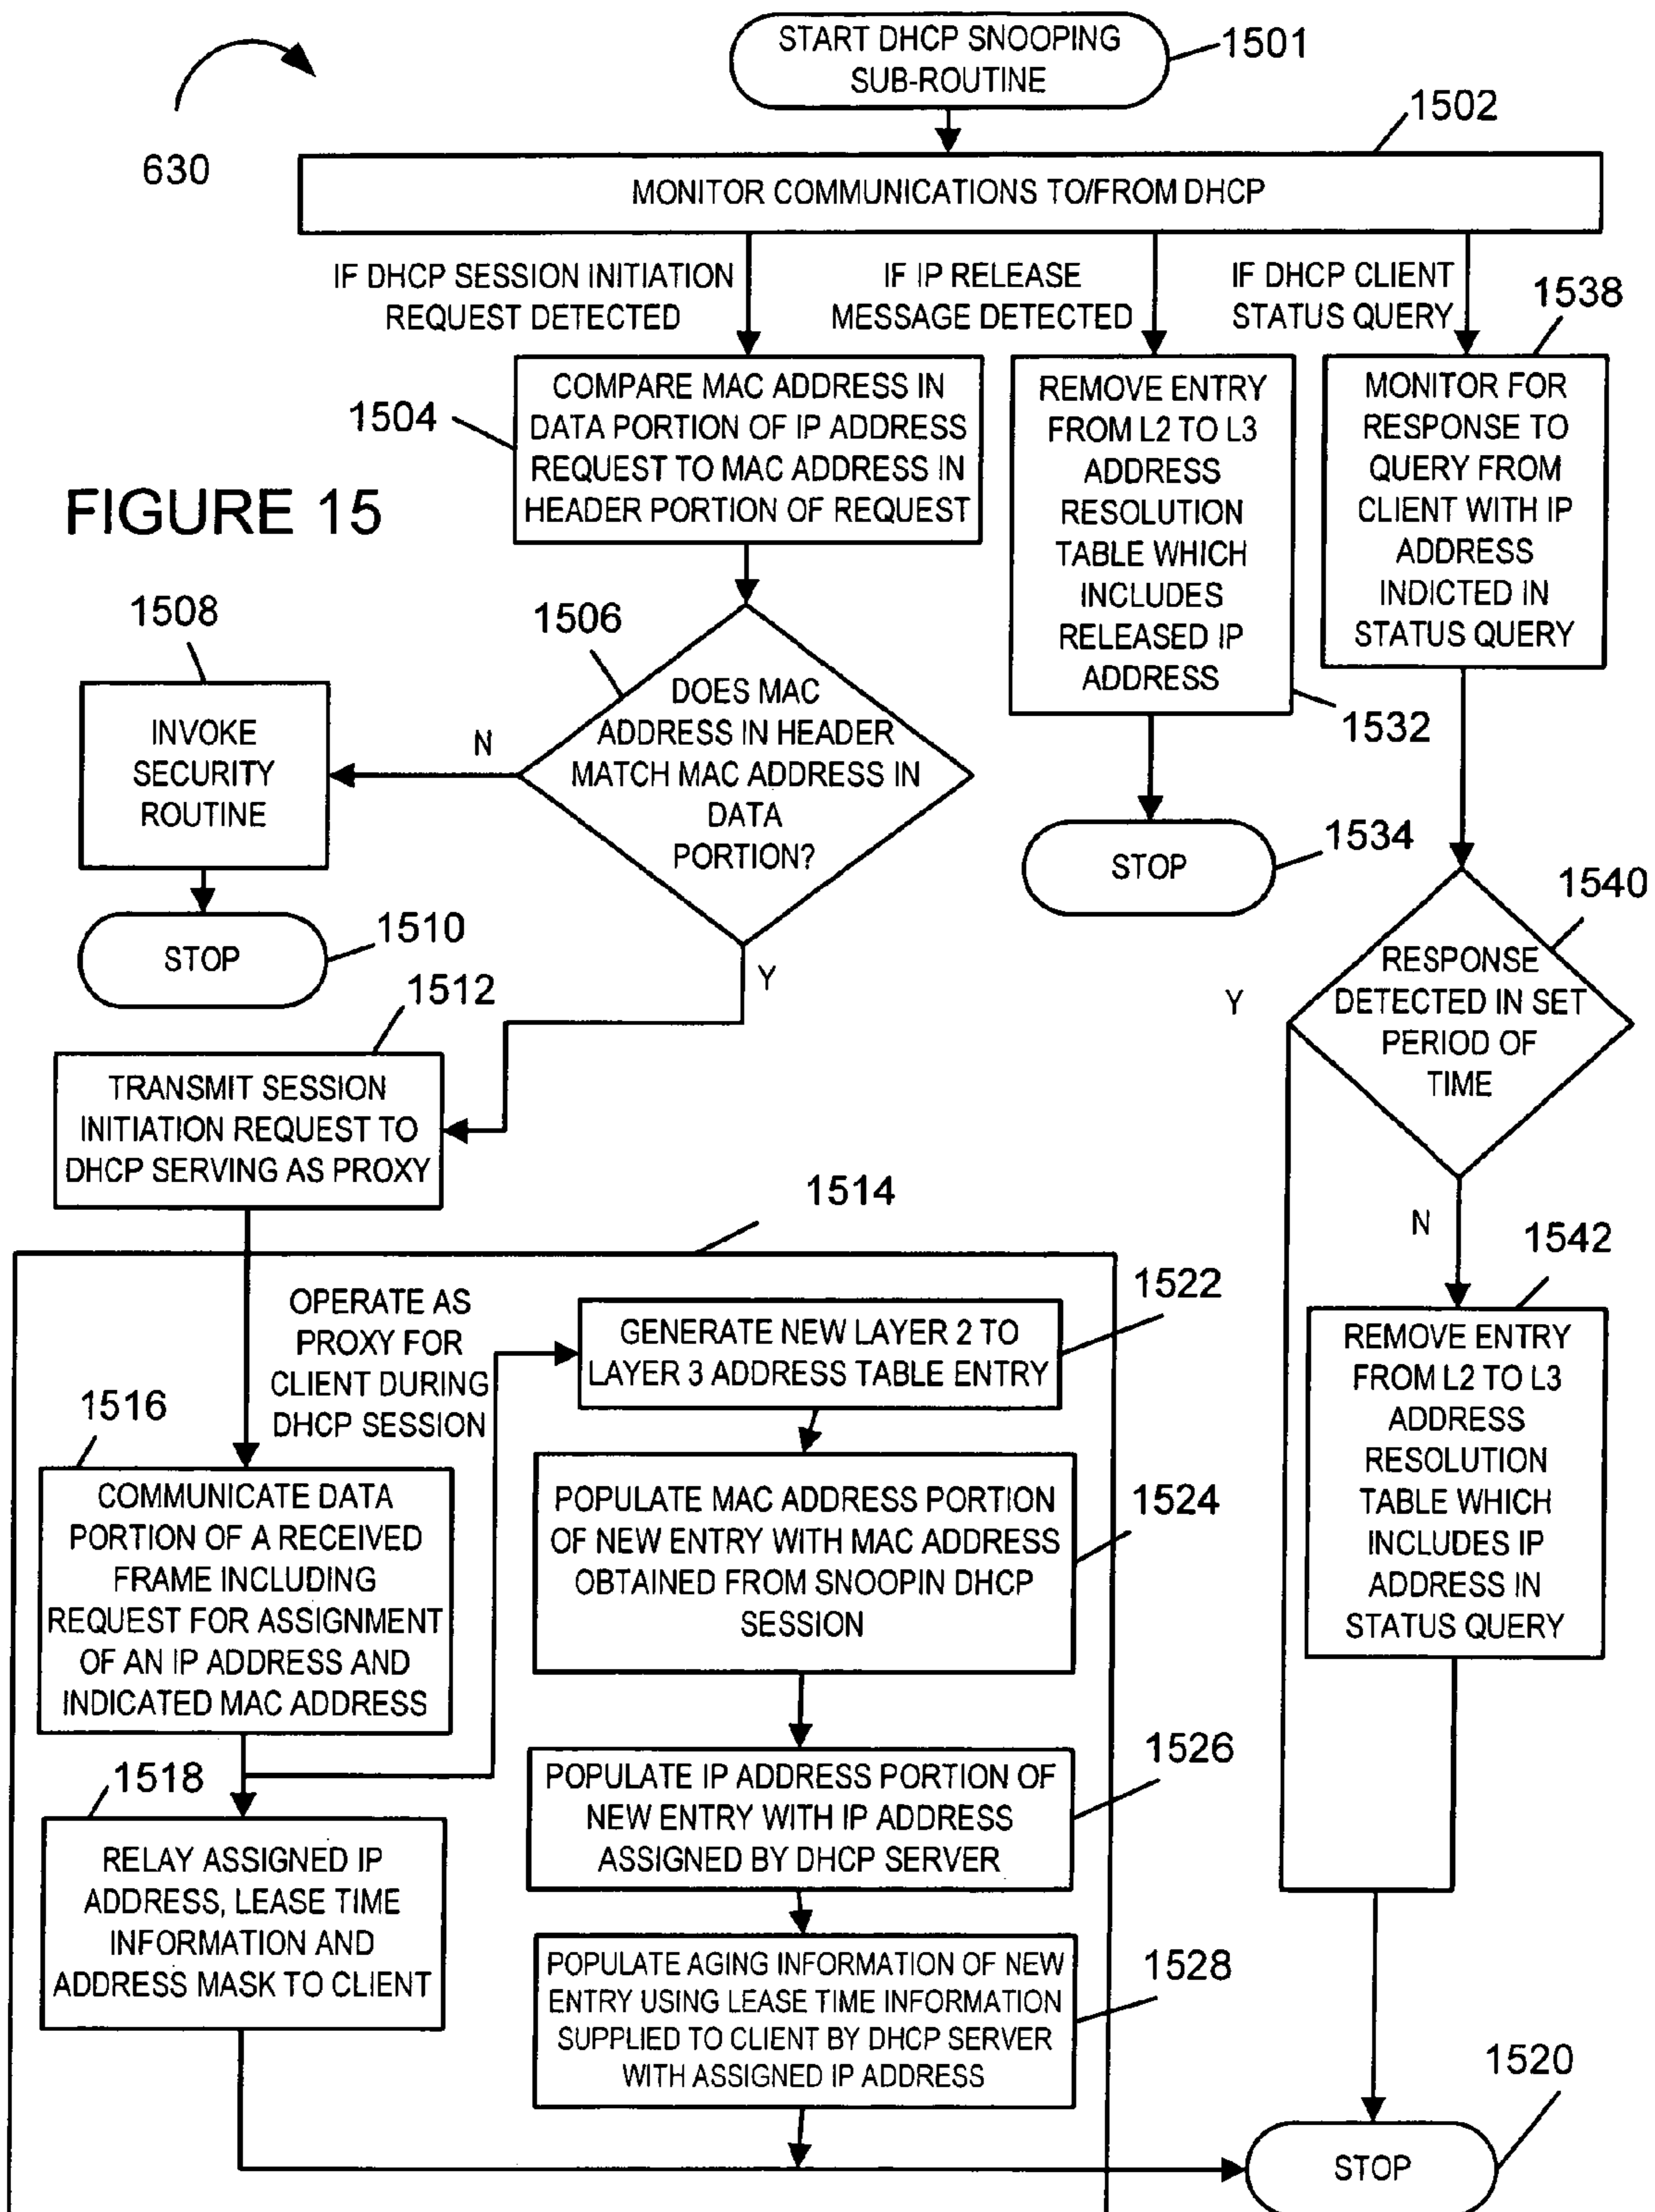 START DHCP SNOOPING
SUB-ROUTINE
1501
1502
630
MONITOR COMMUNICATIONS TO/FROM DHCP
IF DHCP SESSION INITIATION
REQUEST DETECTED
IF IP RELEASE
MESSAGE DETECTED
IF DHCP CLIENT
STATUS QUERY
1538
1504
COMPARE MAC ADDRESS IN
DATA PORTION OF IP ADDRESS
REQUEST TO MAC ADDRESS IN
HEADER PORTION OF REQUEST
REMOVE ENTRY
FROM L2 TO L3
ADDRESS
RESOLUTION
TABLE WHICH
INCLUDES
RELEASED IP
ADDRESS
1532
MONITOR FOR
RESPONSE TO
QUERY FROM
CLIENT WITH IP
ADDRESS
INDICTED IN
STATUS QUERY
FIGURE 15
1508
1506
INVOKE
SECURITY
ROUTINE
N
DOES MAC
ADDRESS IN HEADER
MATCH MAC ADDRESS IN
DATA
PORTION?
STOP
1534
1540
STOP
1510
Y
1512
Y
RESPONSE
DETECTED IN SET
PERIOD OF
TIME
TRANSMIT SESSION
INITIATION REQUEST TO
DHCP SERVING AS PROXY
1514
N
1542
OPERATE AS
PROXY FOR
CLIENT DURING
DHCP SESSION
1522
GENERATE NEW LAYER 2 TO
LAYER 3 ADDRESS TABLE ENTRY
REMOVE ENTRY
FROM L2 TO L3
ADDRESS
RESOLUTION
TABLE WHICH
INCLUDES IP
ADDRESS IN
STATUS QUERY
1516
COMMUNICATE DATA
PORTION OF A RECEIVED
FRAME INCLUDING
REQUEST FOR ASSIGNMENT
OF AN IP ADDRESS AND
INDICATED MAC ADDRESS
POPULATE MAC ADDRESS PORTION
OF NEW ENTRY WITH MAC ADDRESS
OBTAINED FROM SNOOPIN DHCP
SESSION
1524
1518
RELAY ASSIGNED IP
ADDRESS, LEASE TIME
INFORMATION AND
ADDRESS MASK TO CLIENT
1526
POPULATE IP ADDRESS PORTION OF
NEW ENTRY WITH IP ADDRESS
ASSIGNED BY DHCP SERVER
POPULATE AGING INFORMATION OF NEW
ENTRY USING LEASE TIME INFORMATION
SUPPLIED TO CLIENT BY DHCP SERVER
WITH ASSIGNED IP ADDRESS
1528
1520
STOP